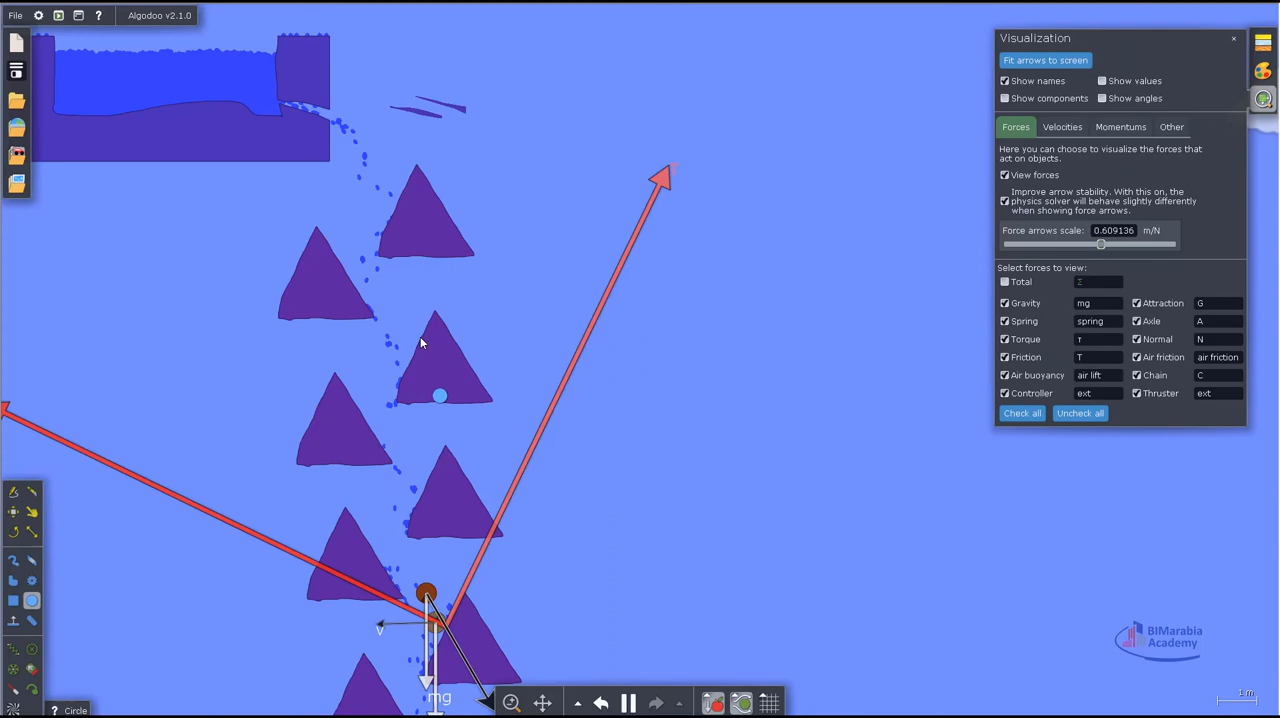 File
?
Algodoo v2.1.0
Visualization
×
Fit arrows to screen
Show names
Show values
Show components
Show angles
Forces
Velocities
Momentums
Other
Here you can choose to visualize the forces that
act on objects.
View forces
Improve arrow stability. With this on, the
physics solver will behave slightly differently
when showing force arrows.
Force arrows scale: 0.609136 m/N
Select forces to view:
Total Σ
Gravity mg Attraction G
Spring spring Axle A
Torque τ Normal N
Friction T Air friction air friction
Air buoyancy air lift Chain C
Controller ext Thruster ext
Check all
Uncheck all
v
mg
BIMarabia
Academy
1 m
Circle